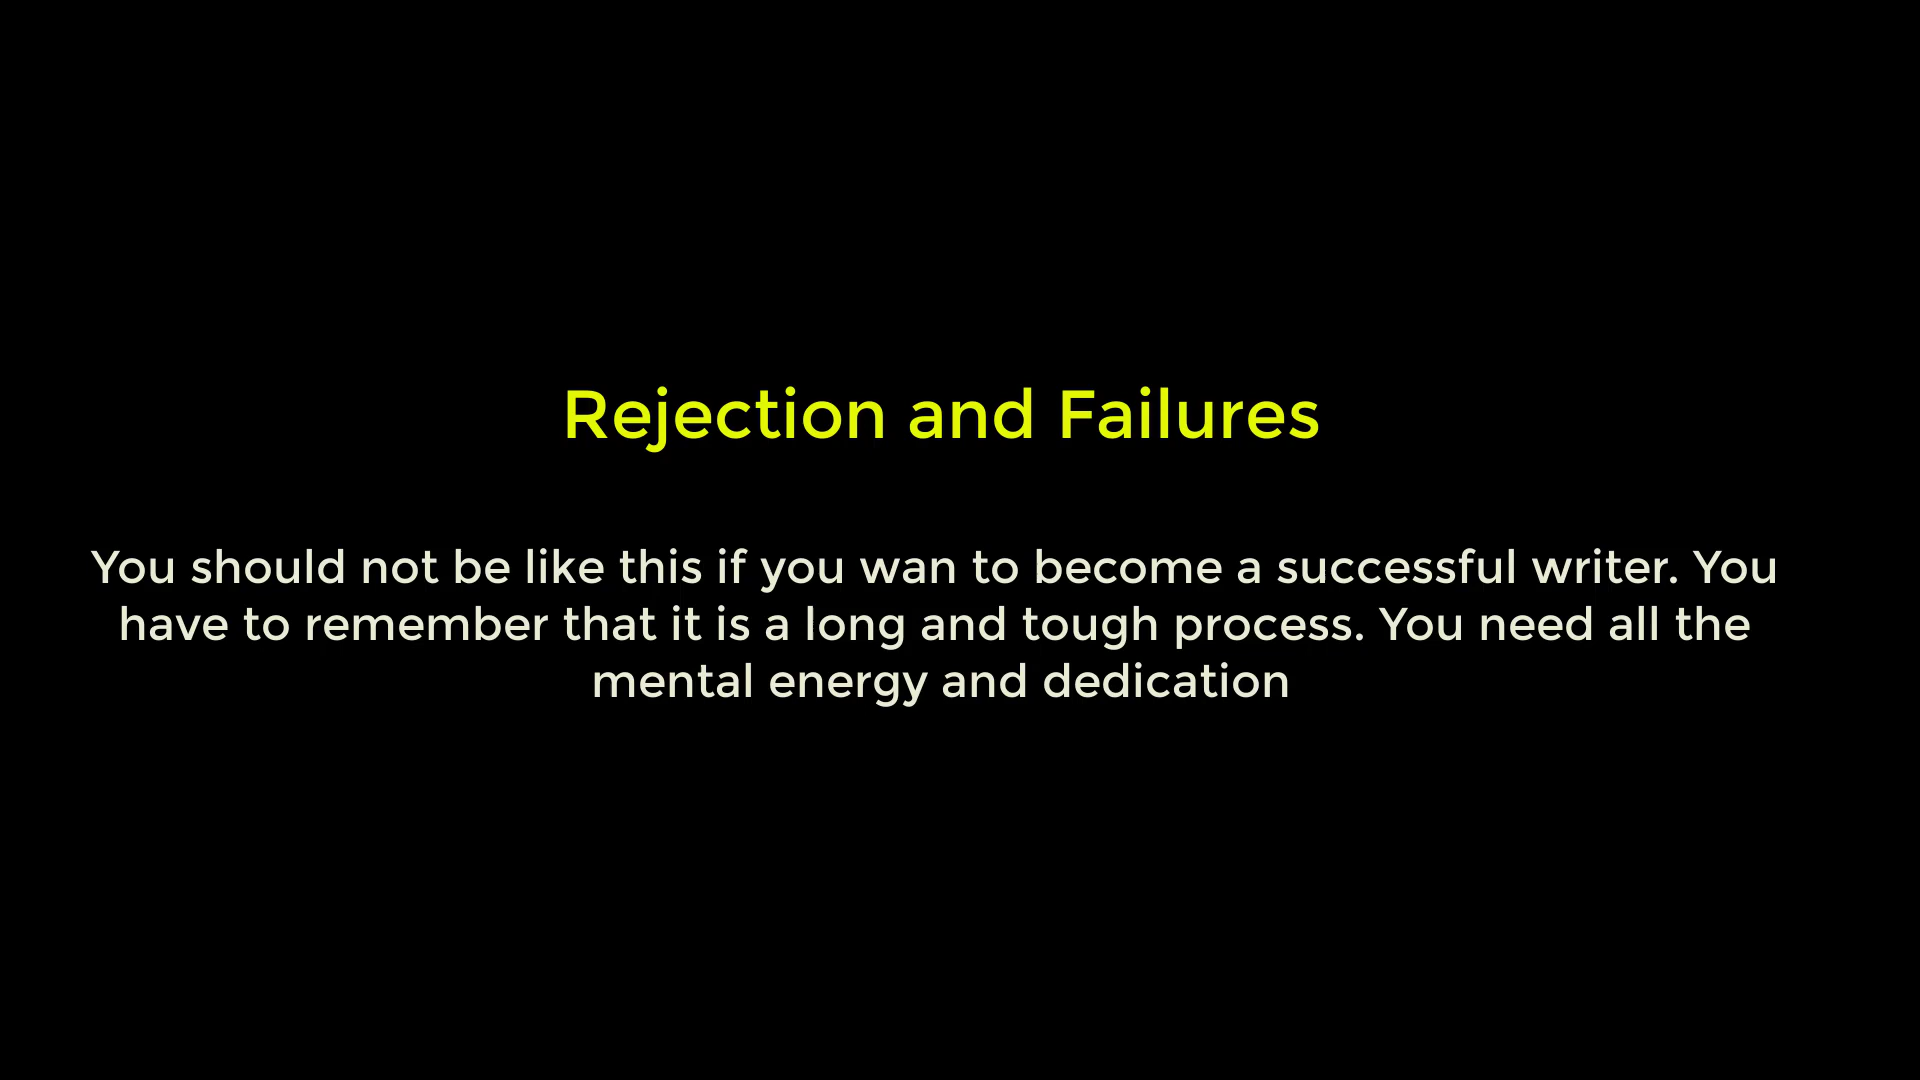 Rejection and Failures
You should not be like this if you wan to become a successful writer. You
have to remember that it is a long and tough process. You need all the
mental energy and dedication